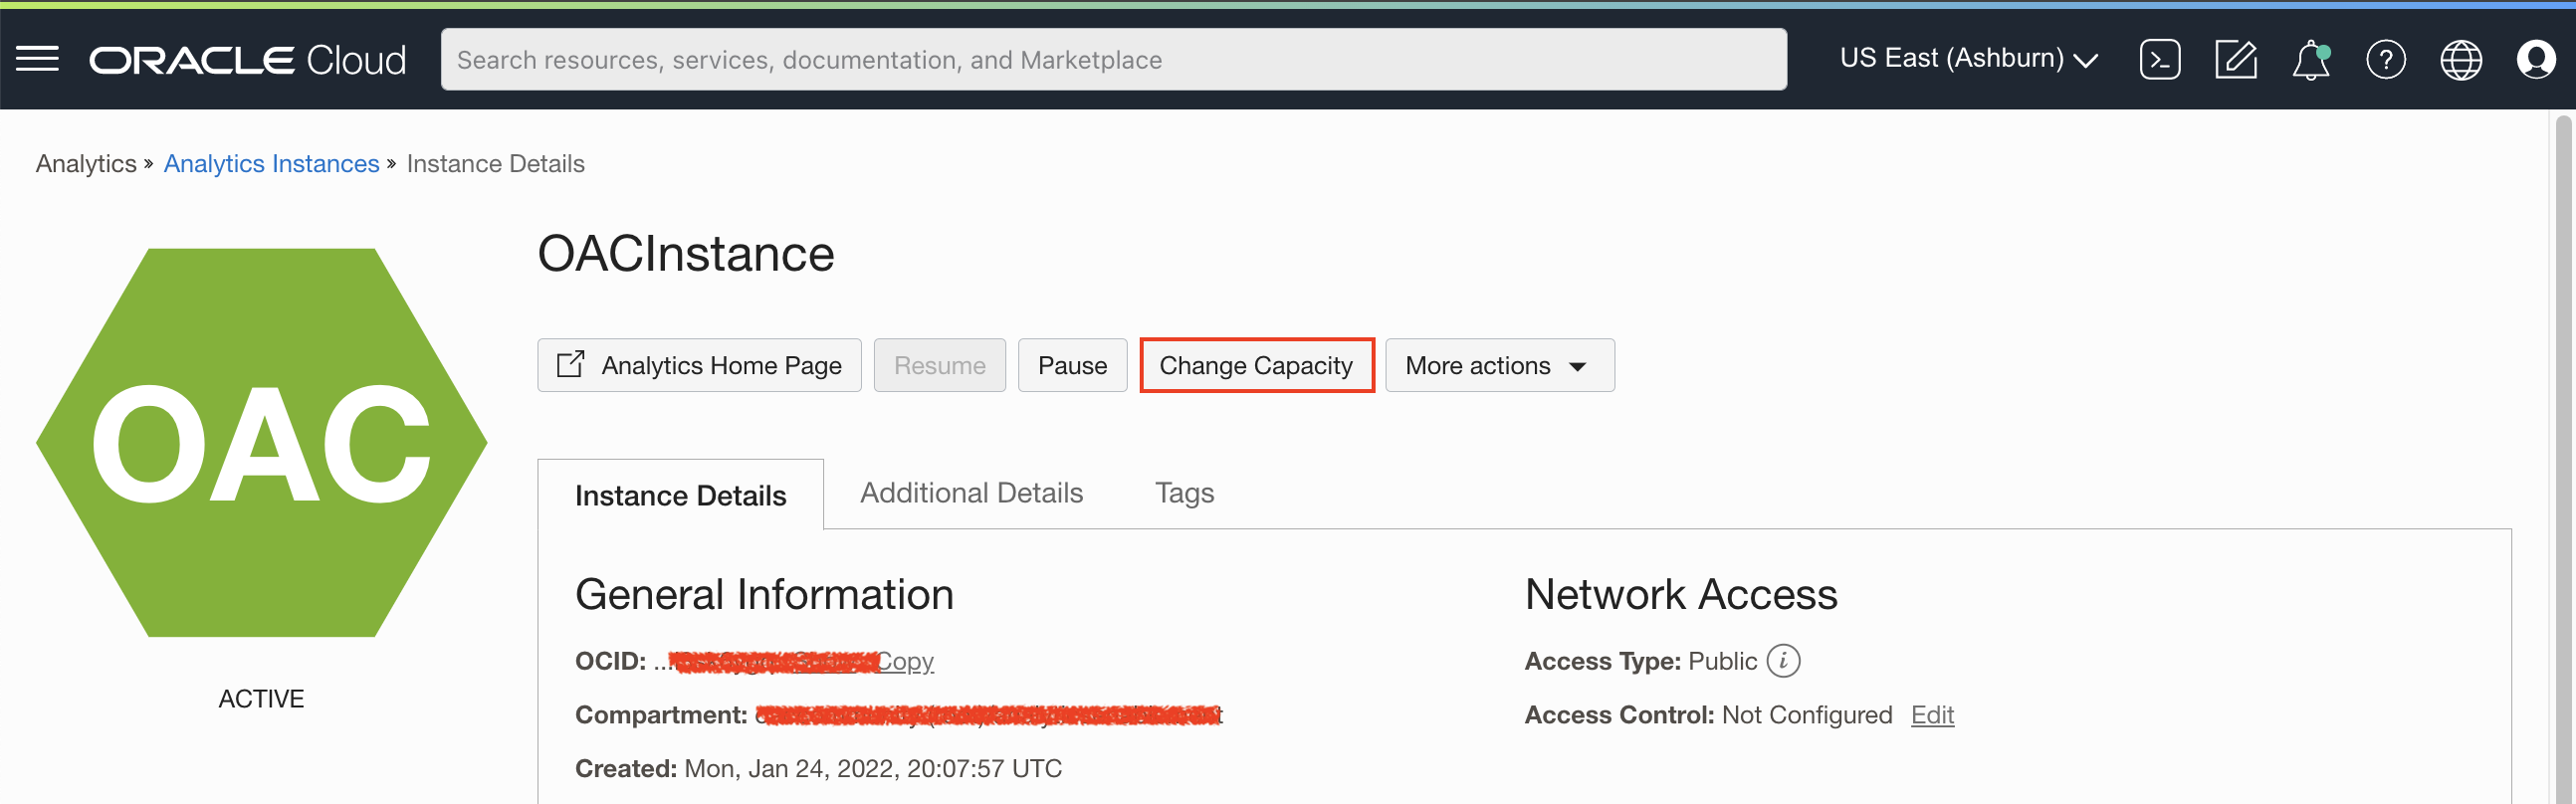 ORACLE Cloud
Search resources, services, documentation, and Marketplace
US East (Ashburn)
Analytics » Analytics Instances » Instance Details
OAC
ACTIVE
OACInstance
Analytics Home Page
Resume
Pause
Change Capacity
More actions
Instance Details
Additional Details
Tags
General Information
OCID: ... Copy
Compartment:
Created: Mon, Jan 24, 2022, 20:07:57 UTC
Network Access
Access Type: Public
Access Control: Not Configured Edit